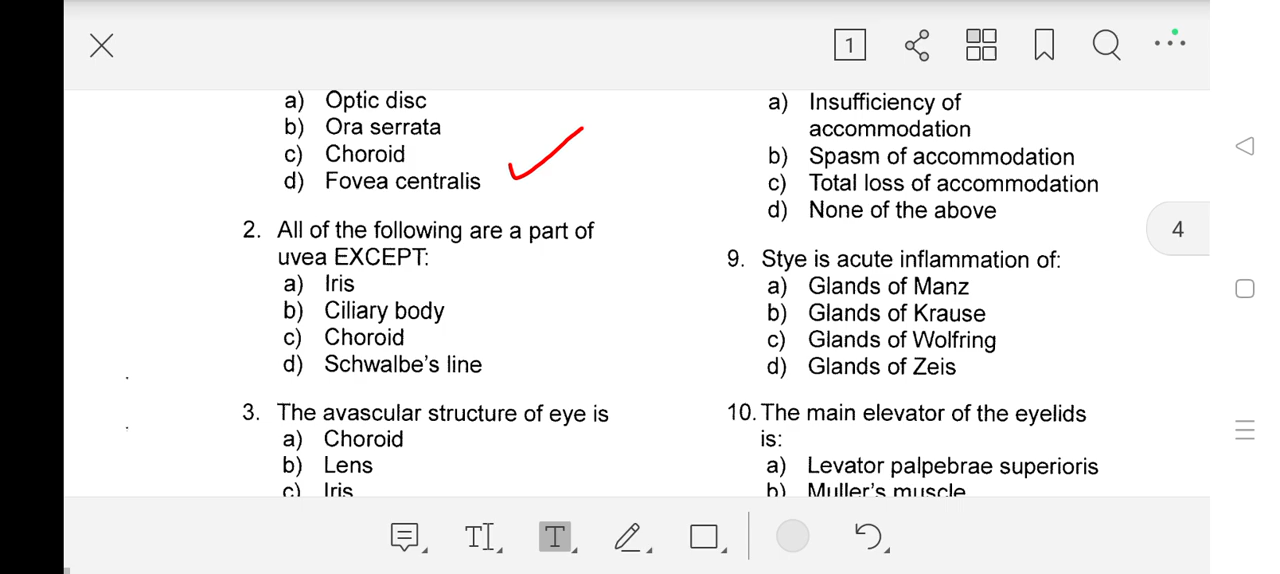 1
a) Optic disc
b) Ora serrata
c) Choroid
d) Fovea centralis
2. All of the following are a part of
uvea EXCEPT:
a) Iris
b) Ciliary body
c) Choroid
d) Schwalbe's line
3. The avascular structure of eye is
a) Choroid
b) Lens
c) Iris
a) Insufficiency of
accommodation
b) Spasm of accommodation
c) Total loss of accommodation
d) None of the above
9. Stye is acute inflammation of:
a) Glands of Manz
b) Glands of Krause
c) Glands of Wolfring
d) Glands of Zeis
10. The main elevator of the eyelids
is:
a) Levator palpebrae superioris
b) Muller's muscle
4
TI
T